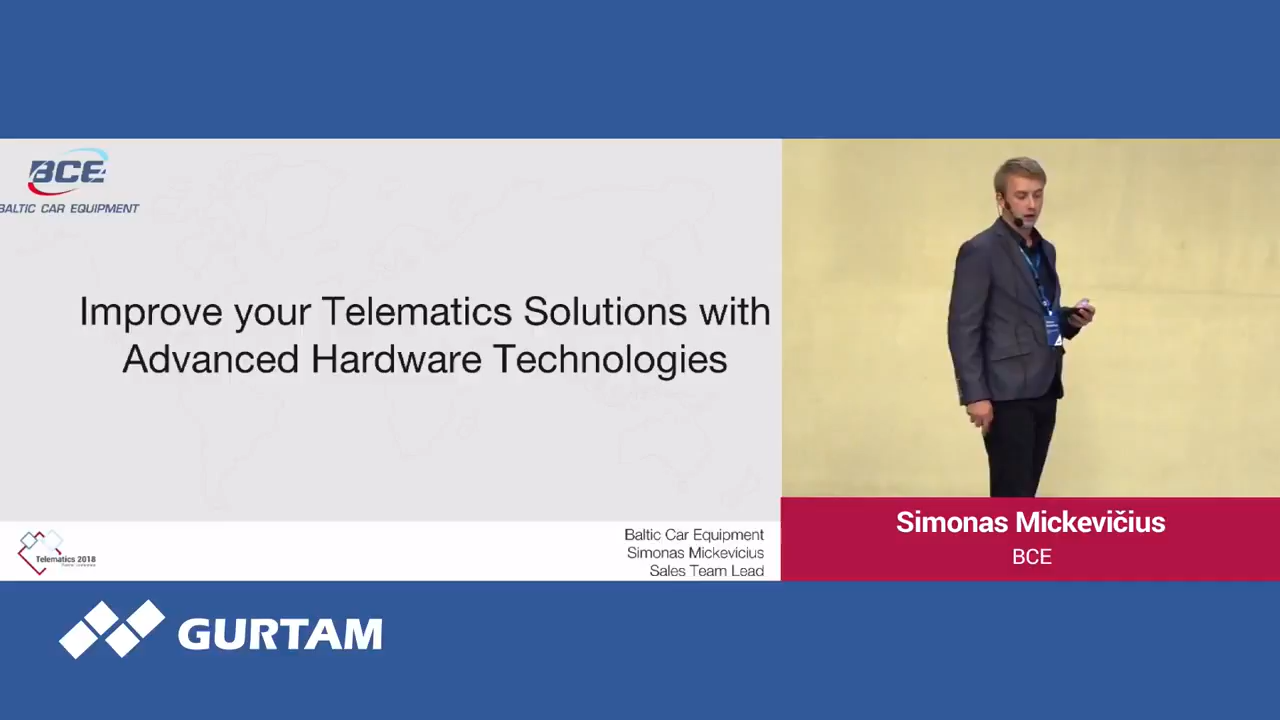 BCE
BALTIC CAR EQUIPMENT
Improve your Telematics Solutions with
Advanced Hardware Technologies
Telematics 2018
Baltic Car Equipment
Simonas Mickevicius
Sales Team Lead
Simonas Mickevičius
BCE
GURTAM